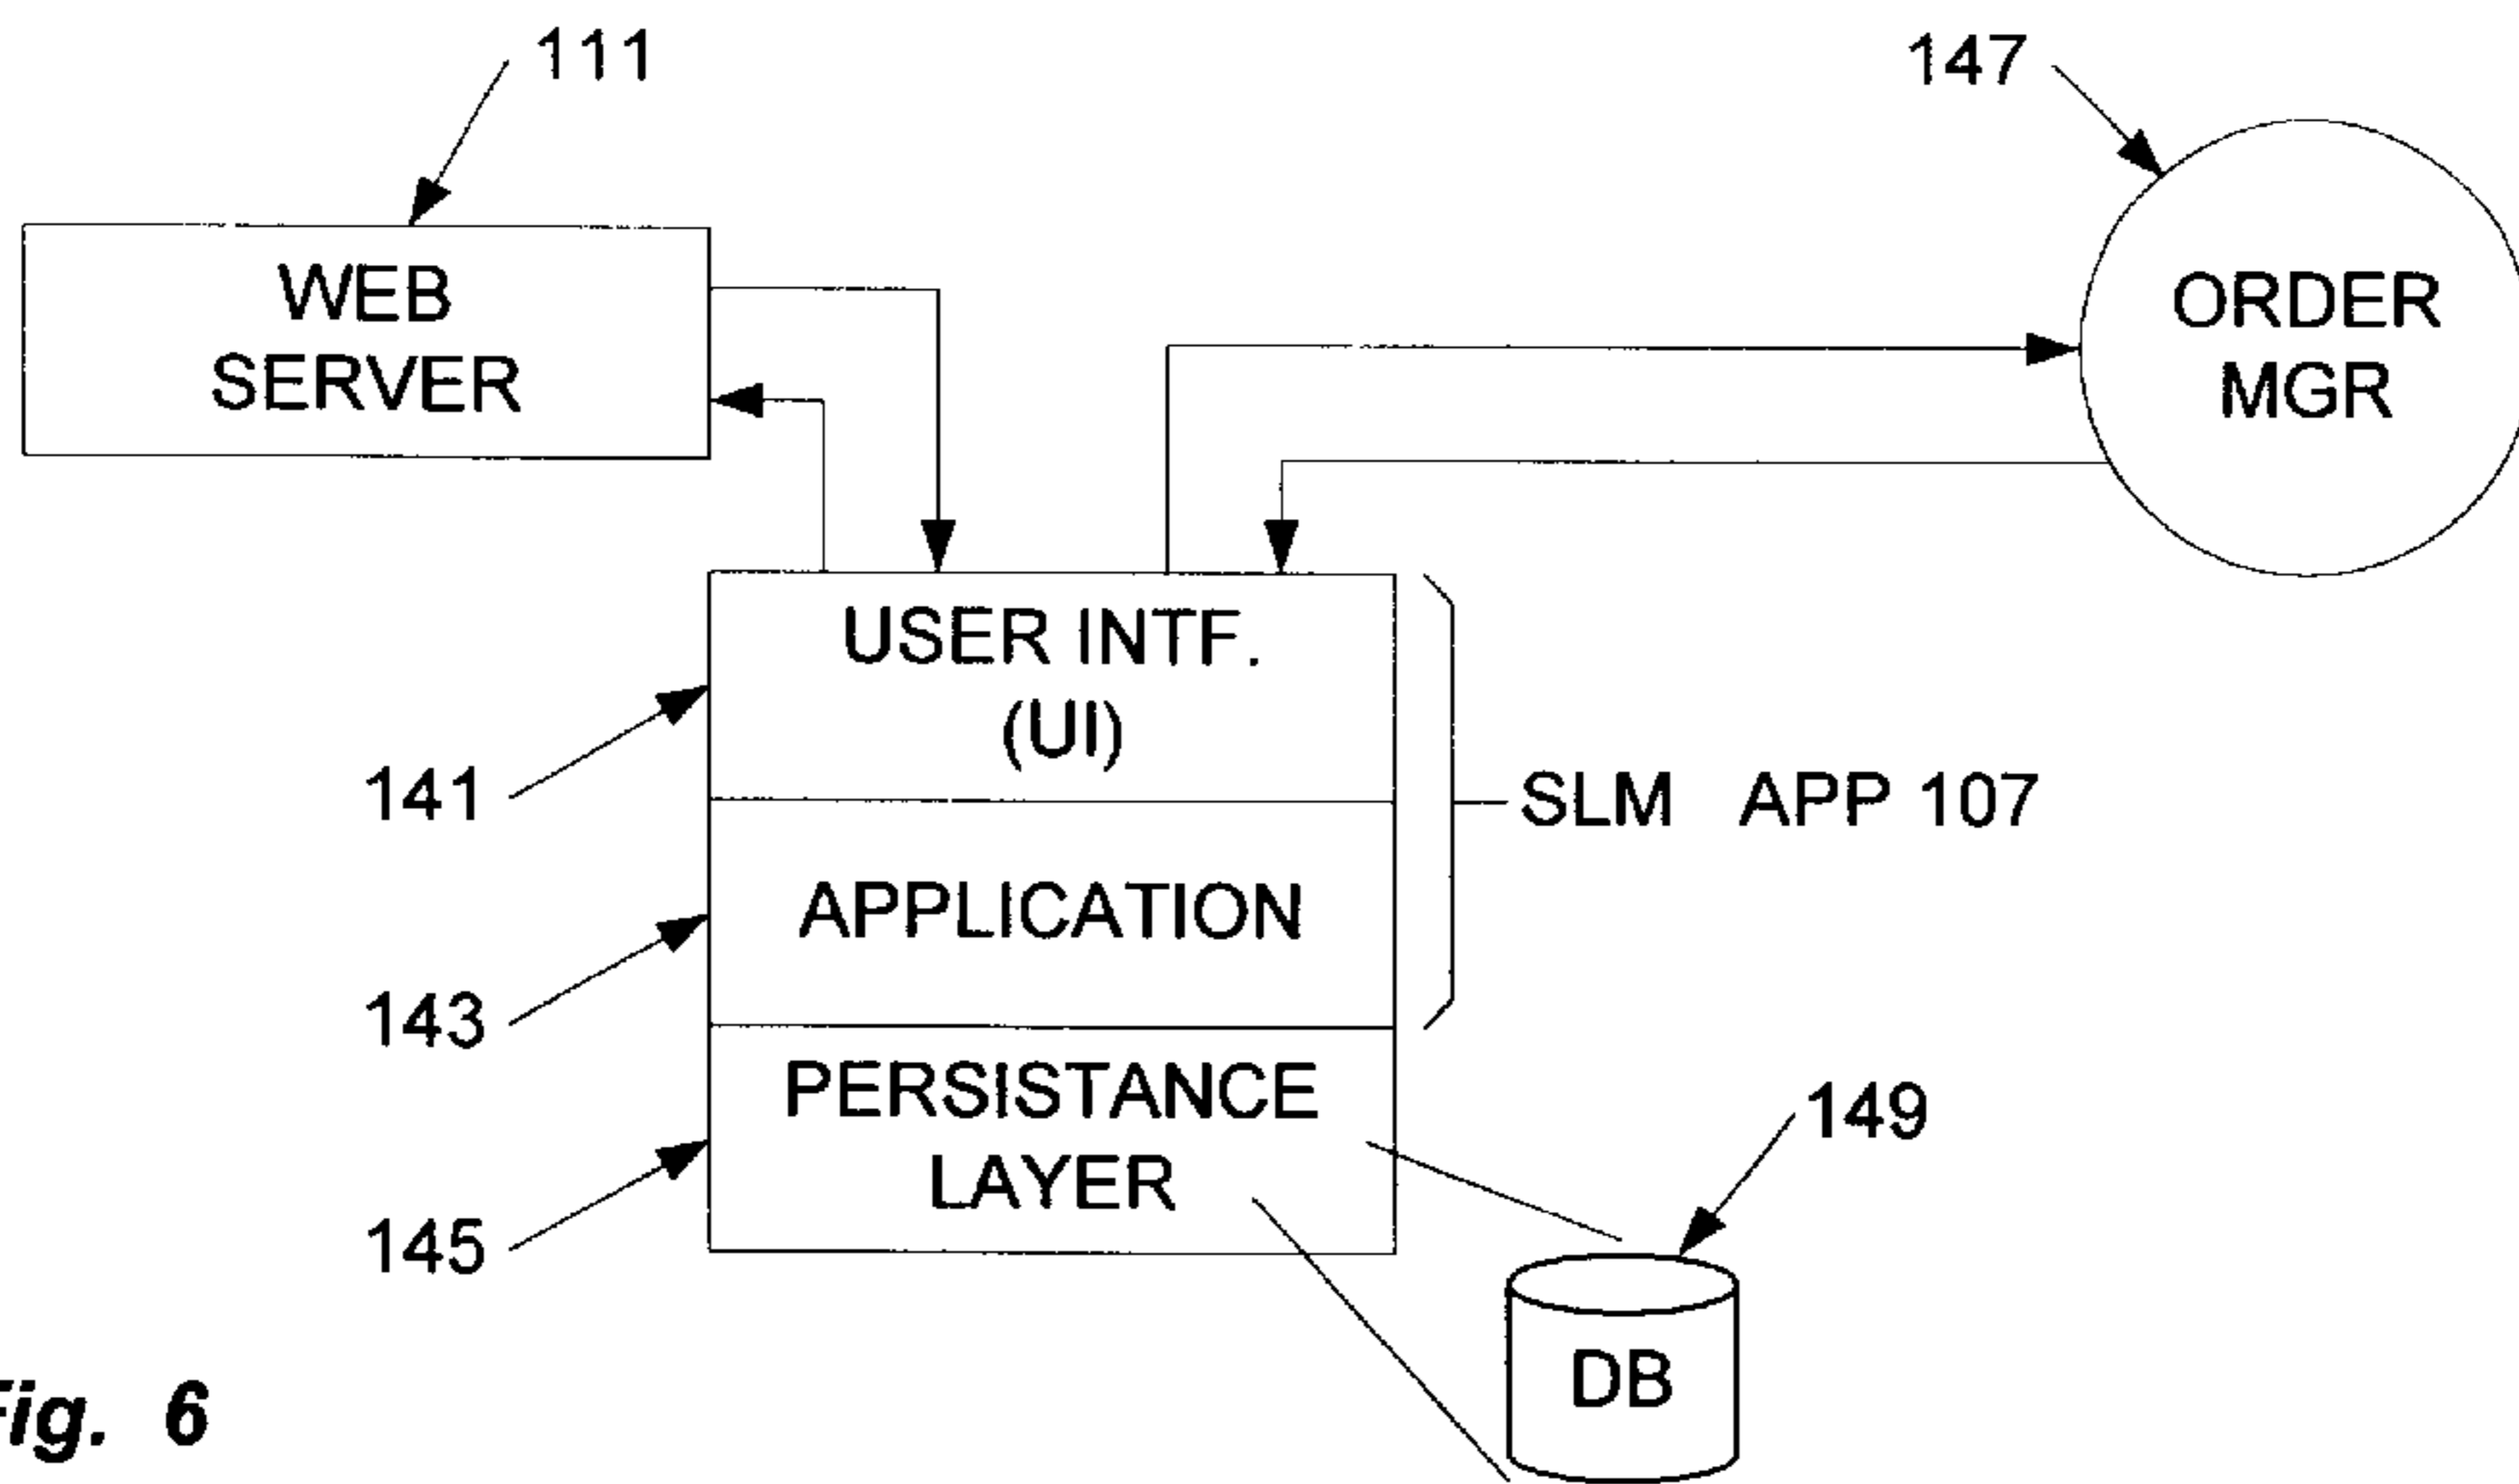 111
147
WEB
SERVER
ORDER
MGR
USER INTF.
(UI)
141
SLM APP 107
APPLICATION
143
PERSISTANCE
LAYER
149
145
DB
Fig. 6